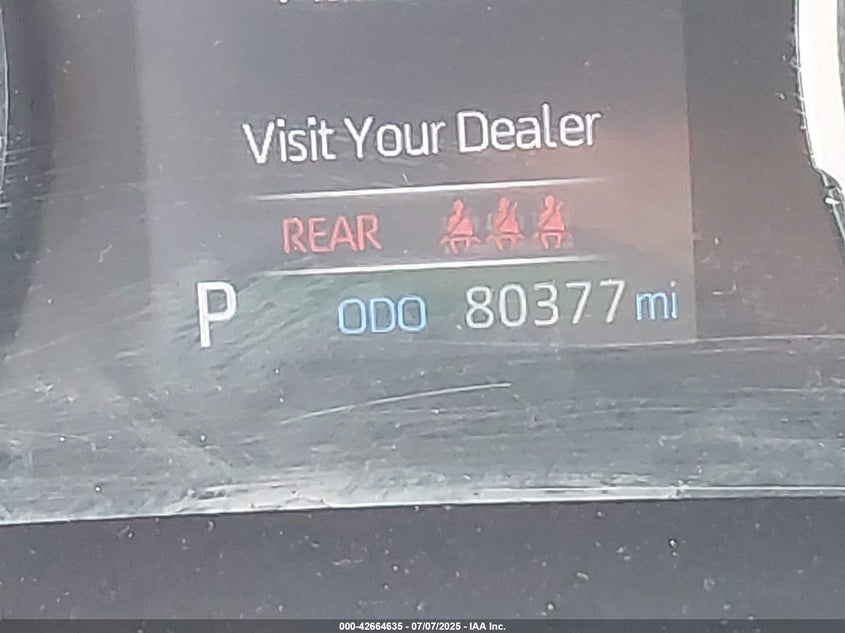 Visit Your Dealer
REAR
P ODO 80377 mi
000-42664635 - 07/07/2025 - IAA Inc.